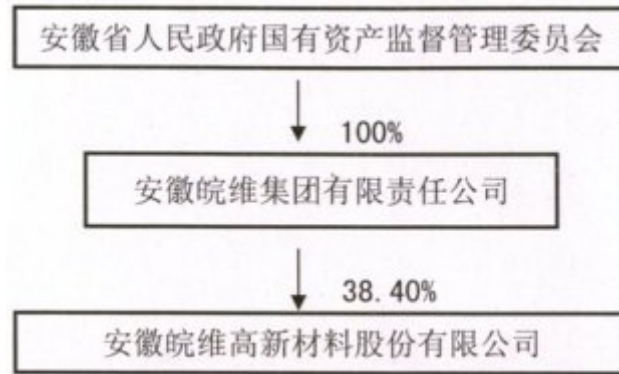 安徽省人民政府国有资产监督管理委员会
100%
安徽皖维集团有限责任公司
38.40%
安徽皖维高新材料股份有限公司